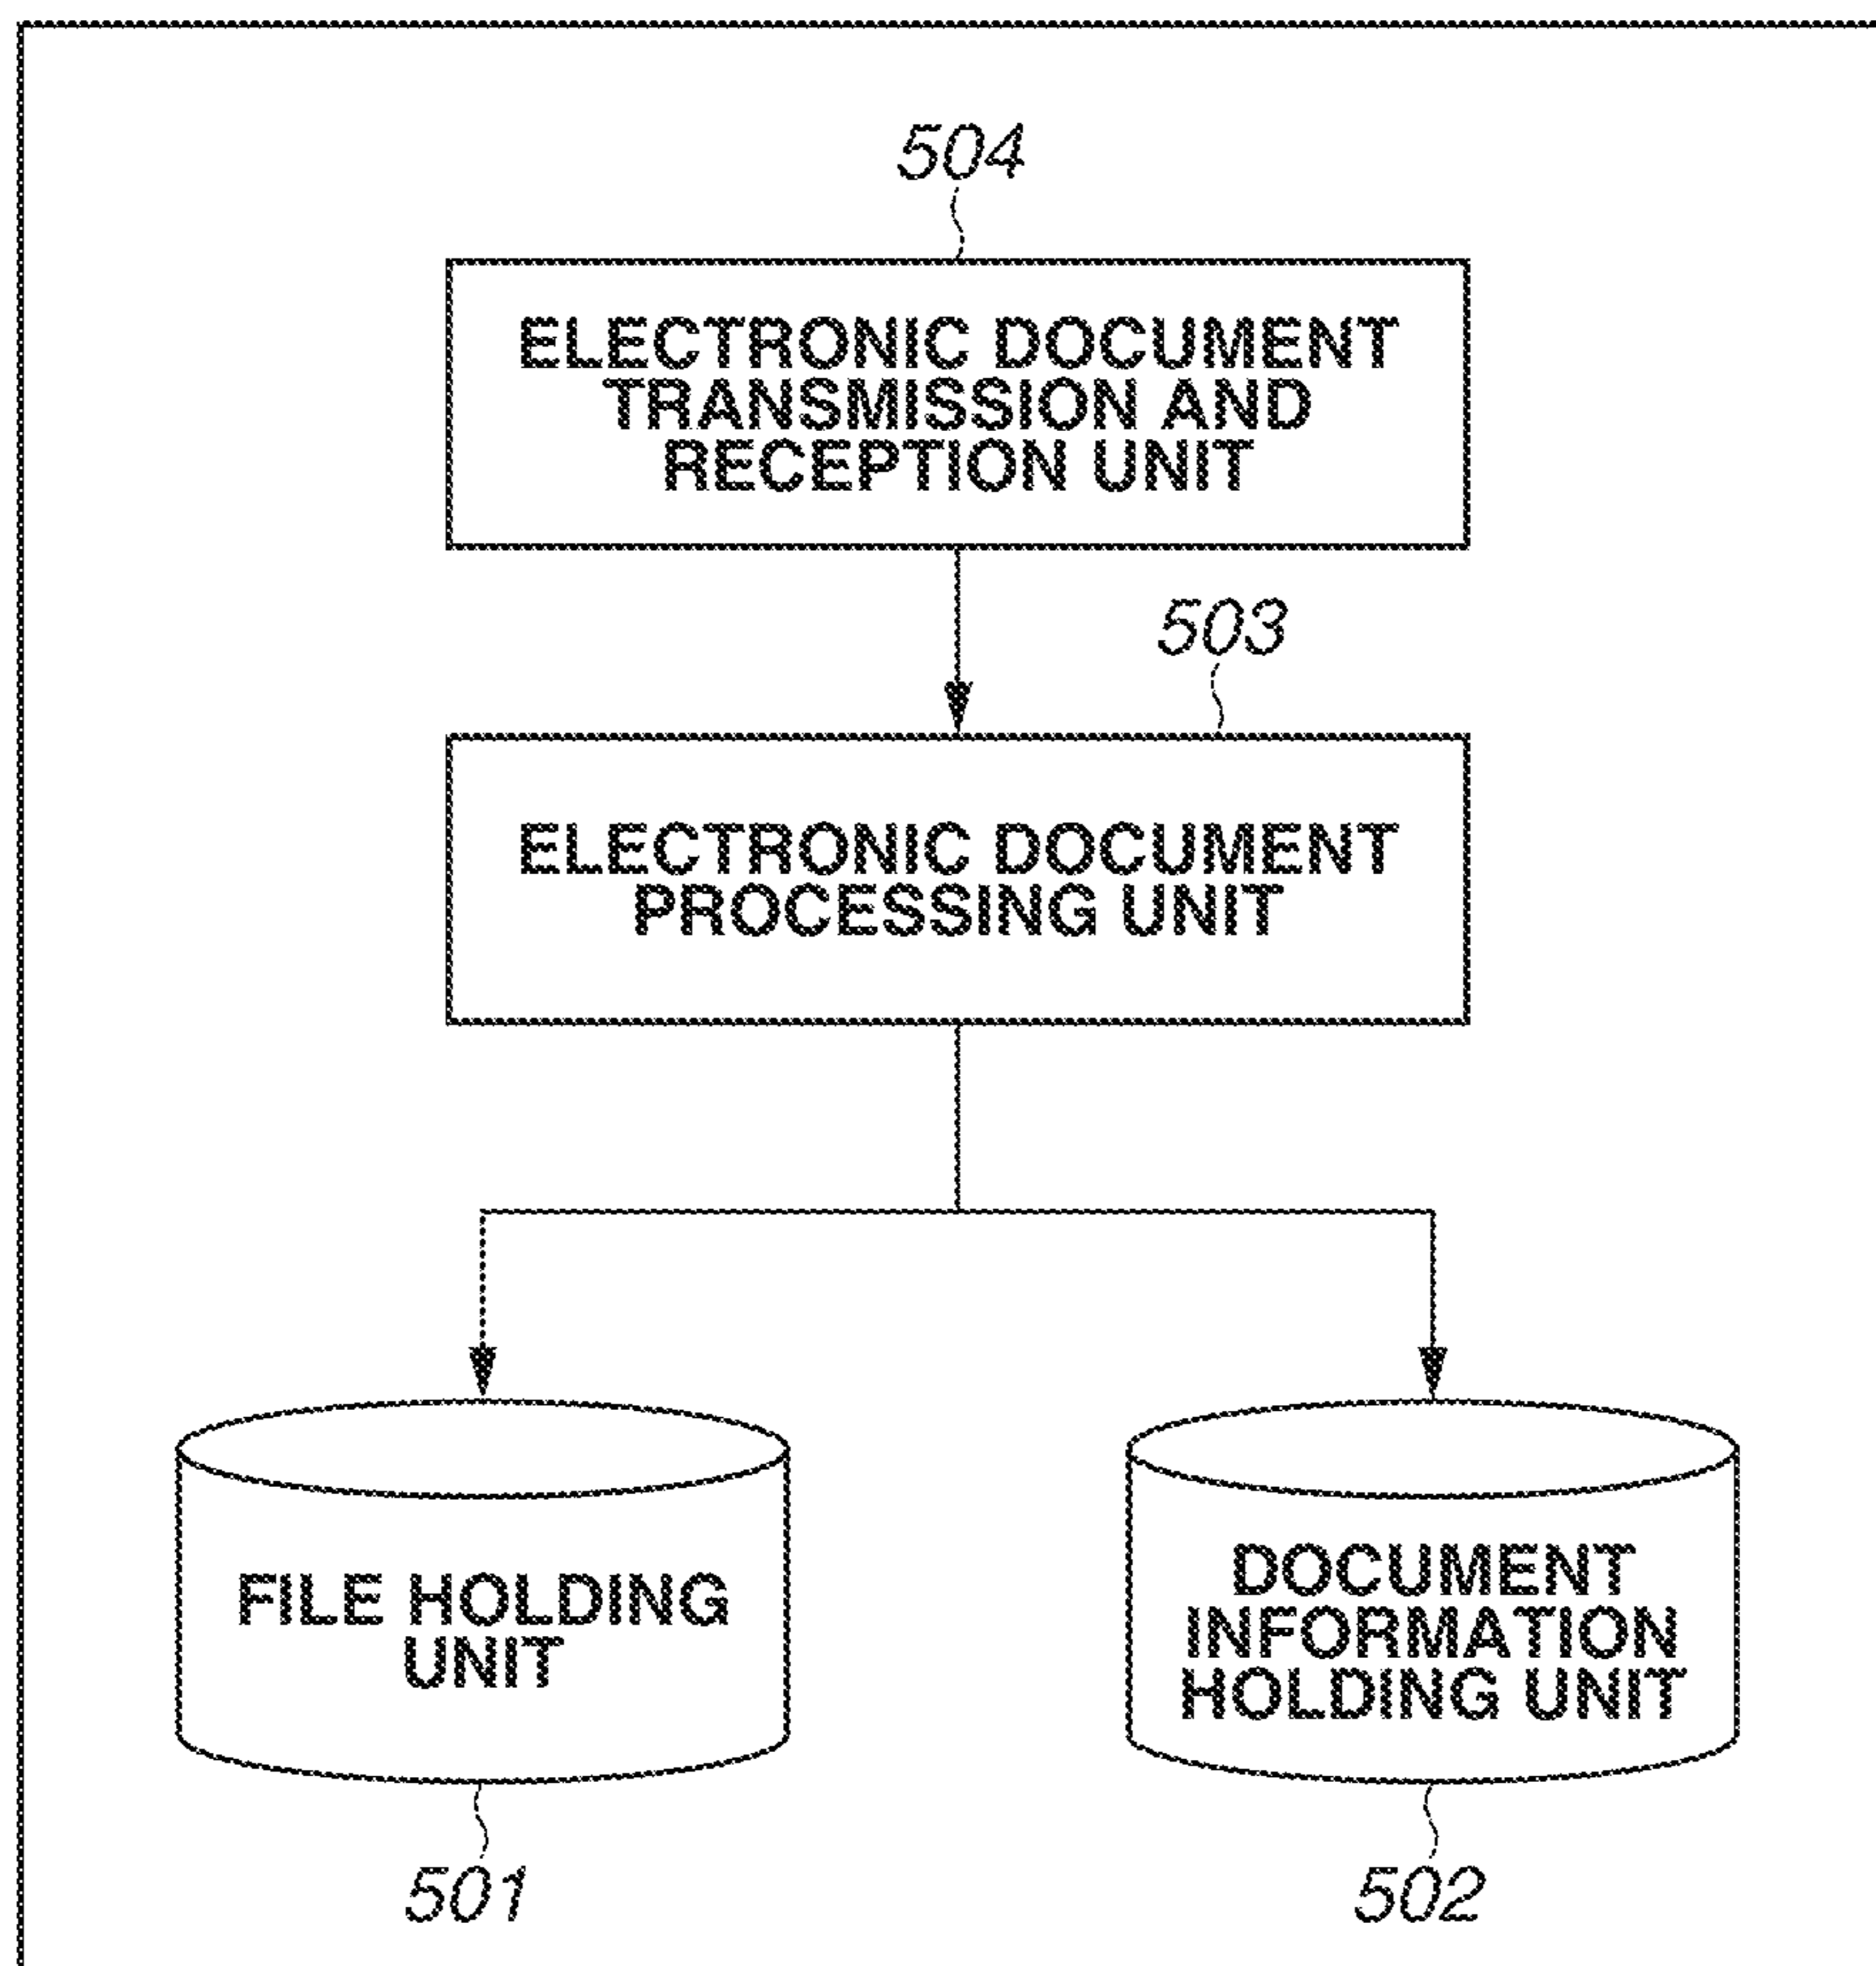 504
ELECTRONIC DOCUMENT
TRANSMISSION AND
RECEPTION UNIT
503
ELECTRONIC DOCUMENT
PROCESSING UNIT
FILE HOLDING
UNIT
DOCUMENT
INFORMATION
HOLDING UNIT
501
502